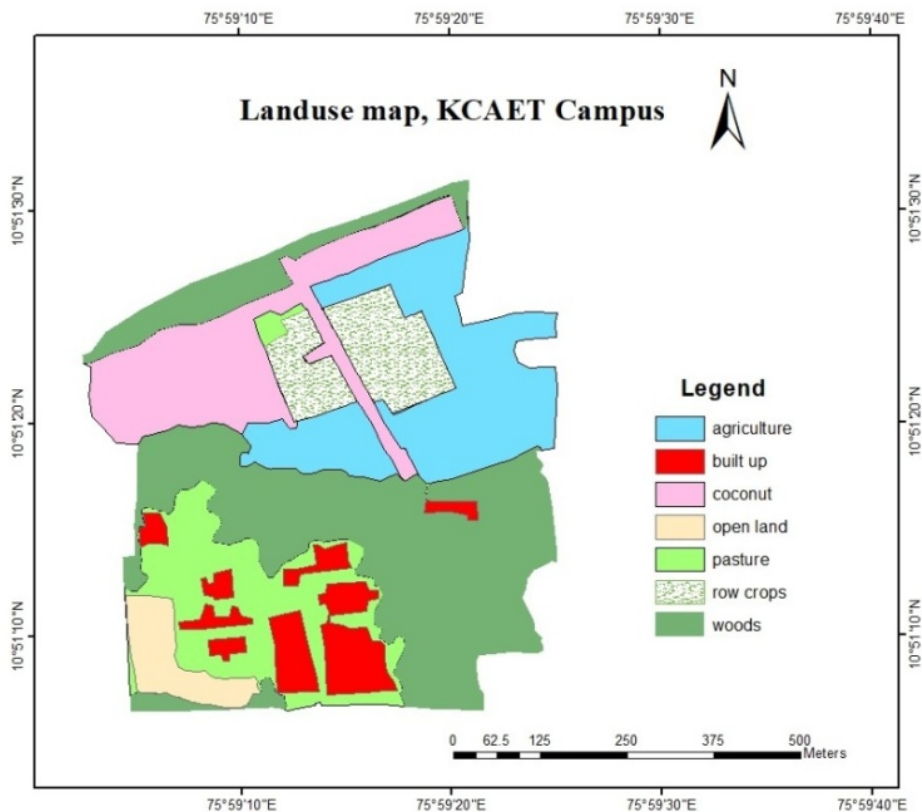 75°59'10"E 75°59'20"E 75°59'30"E 75°59'40"E
N
Landuse map, KCAET Campus
10°51'30"N 10°51'30"N
10°51'20"N 10°51'20"N
10°51'10"N 10°51'10"N
Legend
agriculture
built up
coconut
open land
pasture
row crops
woods
0 62.5 125 250 375 500
Meters
75°59'10"E 75°59'20"E 75°59'30"E 75°59'40"E